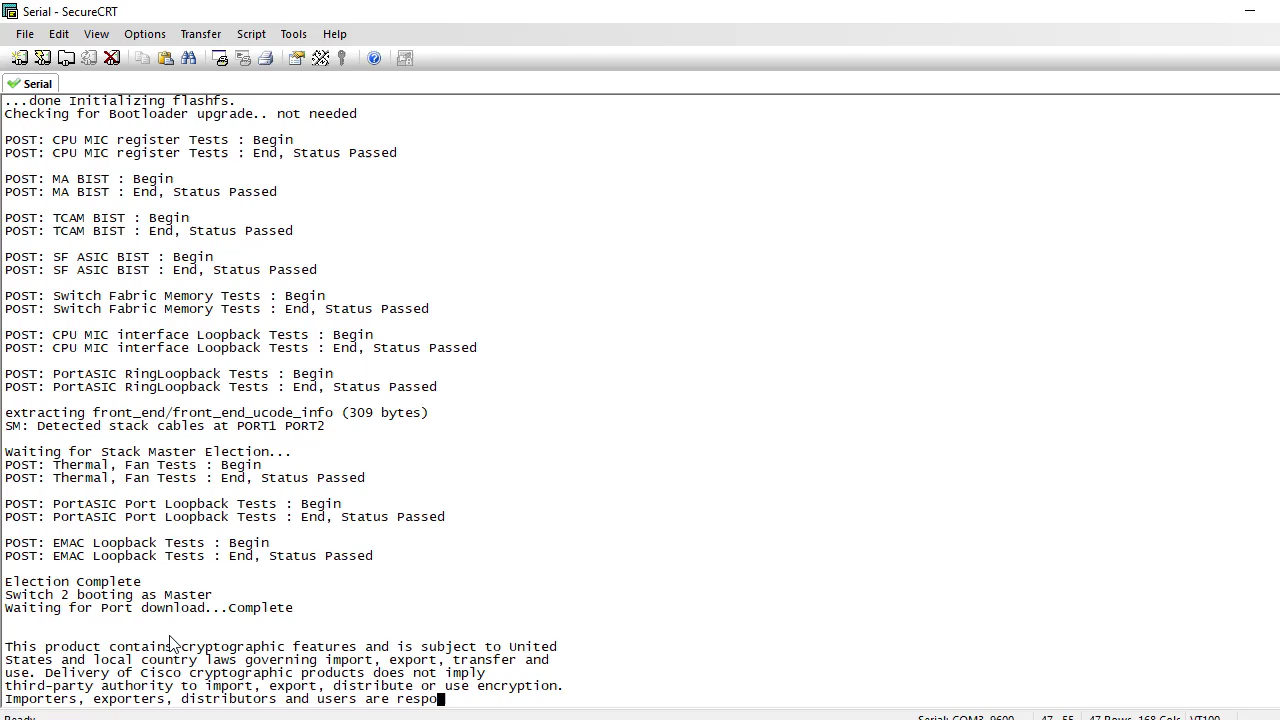 Serial - SecureCRT
File Edit View Options Transfer Script Tools Help
Serial
...done Initializing flashfs.
Checking for Bootloader upgrade.. not needed
POST: CPU MIC register Tests : Begin
POST: CPU MIC register Tests : End, Status Passed
POST: MA BIST : Begin
POST: MA BIST : End, Status Passed
POST: TCAM BIST : Begin
POST: TCAM BIST : End, Status Passed
POST: SF ASIC BIST : Begin
POST: SF ASIC BIST : End, Status Passed
POST: Switch Fabric Memory Tests : Begin
POST: Switch Fabric Memory Tests : End, Status Passed
POST: CPU MIC interface Loopback Tests : Begin
POST: CPU MIC interface Loopback Tests : End, Status Passed
POST: PortASIC RingLoopback Tests : Begin
POST: PortASIC RingLoopback Tests : End, Status Passed
extracting front_end/front_end_ucode_info (309 bytes)
SM: Detected stack cables at PORT1 PORT2
Waiting for Stack Master Election...
POST: Thermal, Fan Tests : Begin
POST: Thermal, Fan Tests : End, Status Passed
POST: PortASIC Port Loopback Tests : Begin
POST: PortASIC Port Loopback Tests : End, Status Passed
POST: EMAC Loopback Tests : Begin
POST: EMAC Loopback Tests : End, Status Passed
Election Complete
Switch 2 booting as Master
Waiting for Port download...Complete
This product contains cryptographic features and is subject to United
States and local country laws governing import, export, transfer and
use. Delivery of Cisco cryptographic products does not imply
third-party authority to import, export, distribute or use encryption.
Importers, exporters, distributors and users are respo
Ready Serial: COM3, 9600 47, 55 47 Rows, 168 Cols VT100